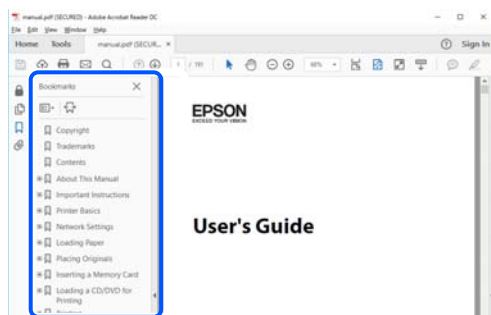 manual.pdf (SECURED) - Adobe Acrobat Reader DC
File Edit View Window Help
Home Tools manual.pdf (SECUR... × Sign In
1 / 191
Bookmarks
EPSON
EXCEED YOUR VISION
Copyright
Trademarks
Contents
About This Manual
Important Instructions
Printer Basics
Network Settings
User's Guide
Loading Paper
Placing Originals
Inserting a Memory Card
Loading a CD/DVD for
Printing